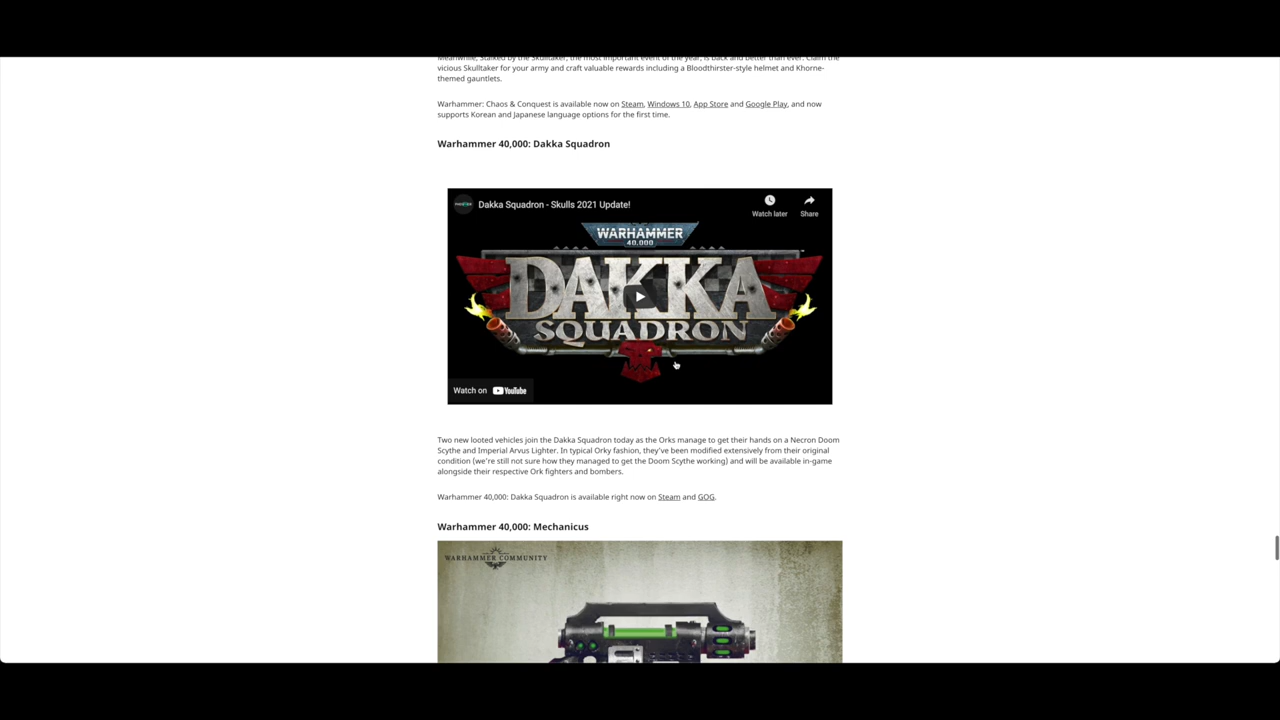 Meanwhile, Stalked by the Skulltaker, the most important event of the year, is back and better than ever. Claim the
vicious Skulltaker for your army and craft valuable rewards including a Bloodthirster-style helmet and Khorne-
themed gauntlets.
Warhammer: Chaos & Conquest is available now on Steam, Windows 10, App Store and Google Play, and now
supports Korean and Japanese language options for the first time.
Warhammer 40,000: Dakka Squadron
Dakka Squadron - Skulls 2021 Update!
Watch later
Share
WARHAMMER
40,000
DAKKA
SQUADRON
Watch on YouTube
Two new looted vehicles join the Dakka Squadron today as the Orks manage to get their hands on a Necron Doom
Scythe and Imperial Arvus Lighter. In typical Orky fashion, they've been modified extensively from their original
condition (we're still not sure how they managed to get the Doom Scythe working) and will be available in-game
alongside their respective Ork fighters and bombers.
Warhammer 40,000: Dakka Squadron is available right now on Steam and GOG.
Warhammer 40,000: Mechanicus
WARHAMMER COMMUNITY